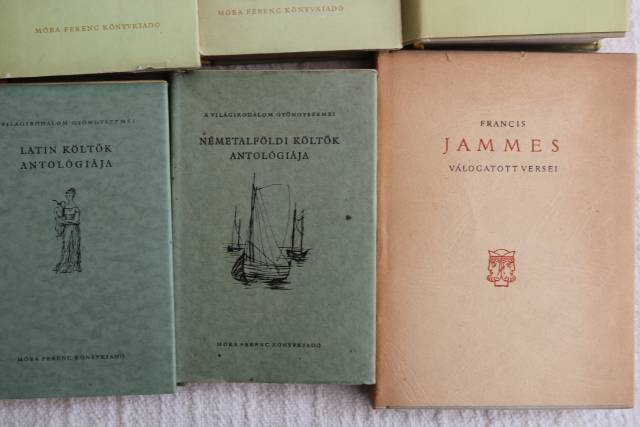 MÓRA FERENC KÖNYVKIADÓ
MÓRA FERENC KÖNYVKIADÓ
A VILÁGIRODALOM GYÖNGYSZEMEI
LATIN KÖLTŐK
ANTOLÓGIÁJA
MÓRA FERENC KÖNYVKIADÓ
A VILÁGIRODALOM GYÖNGYSZEMEI
NÉMETALFÖLDI KÖLTŐK
ANTOLÓGIÁJA
MÓRA FERENC KÖNYVKIADÓ
FRANCIS
JAMMES
VÁLOGATOTT VERSEI